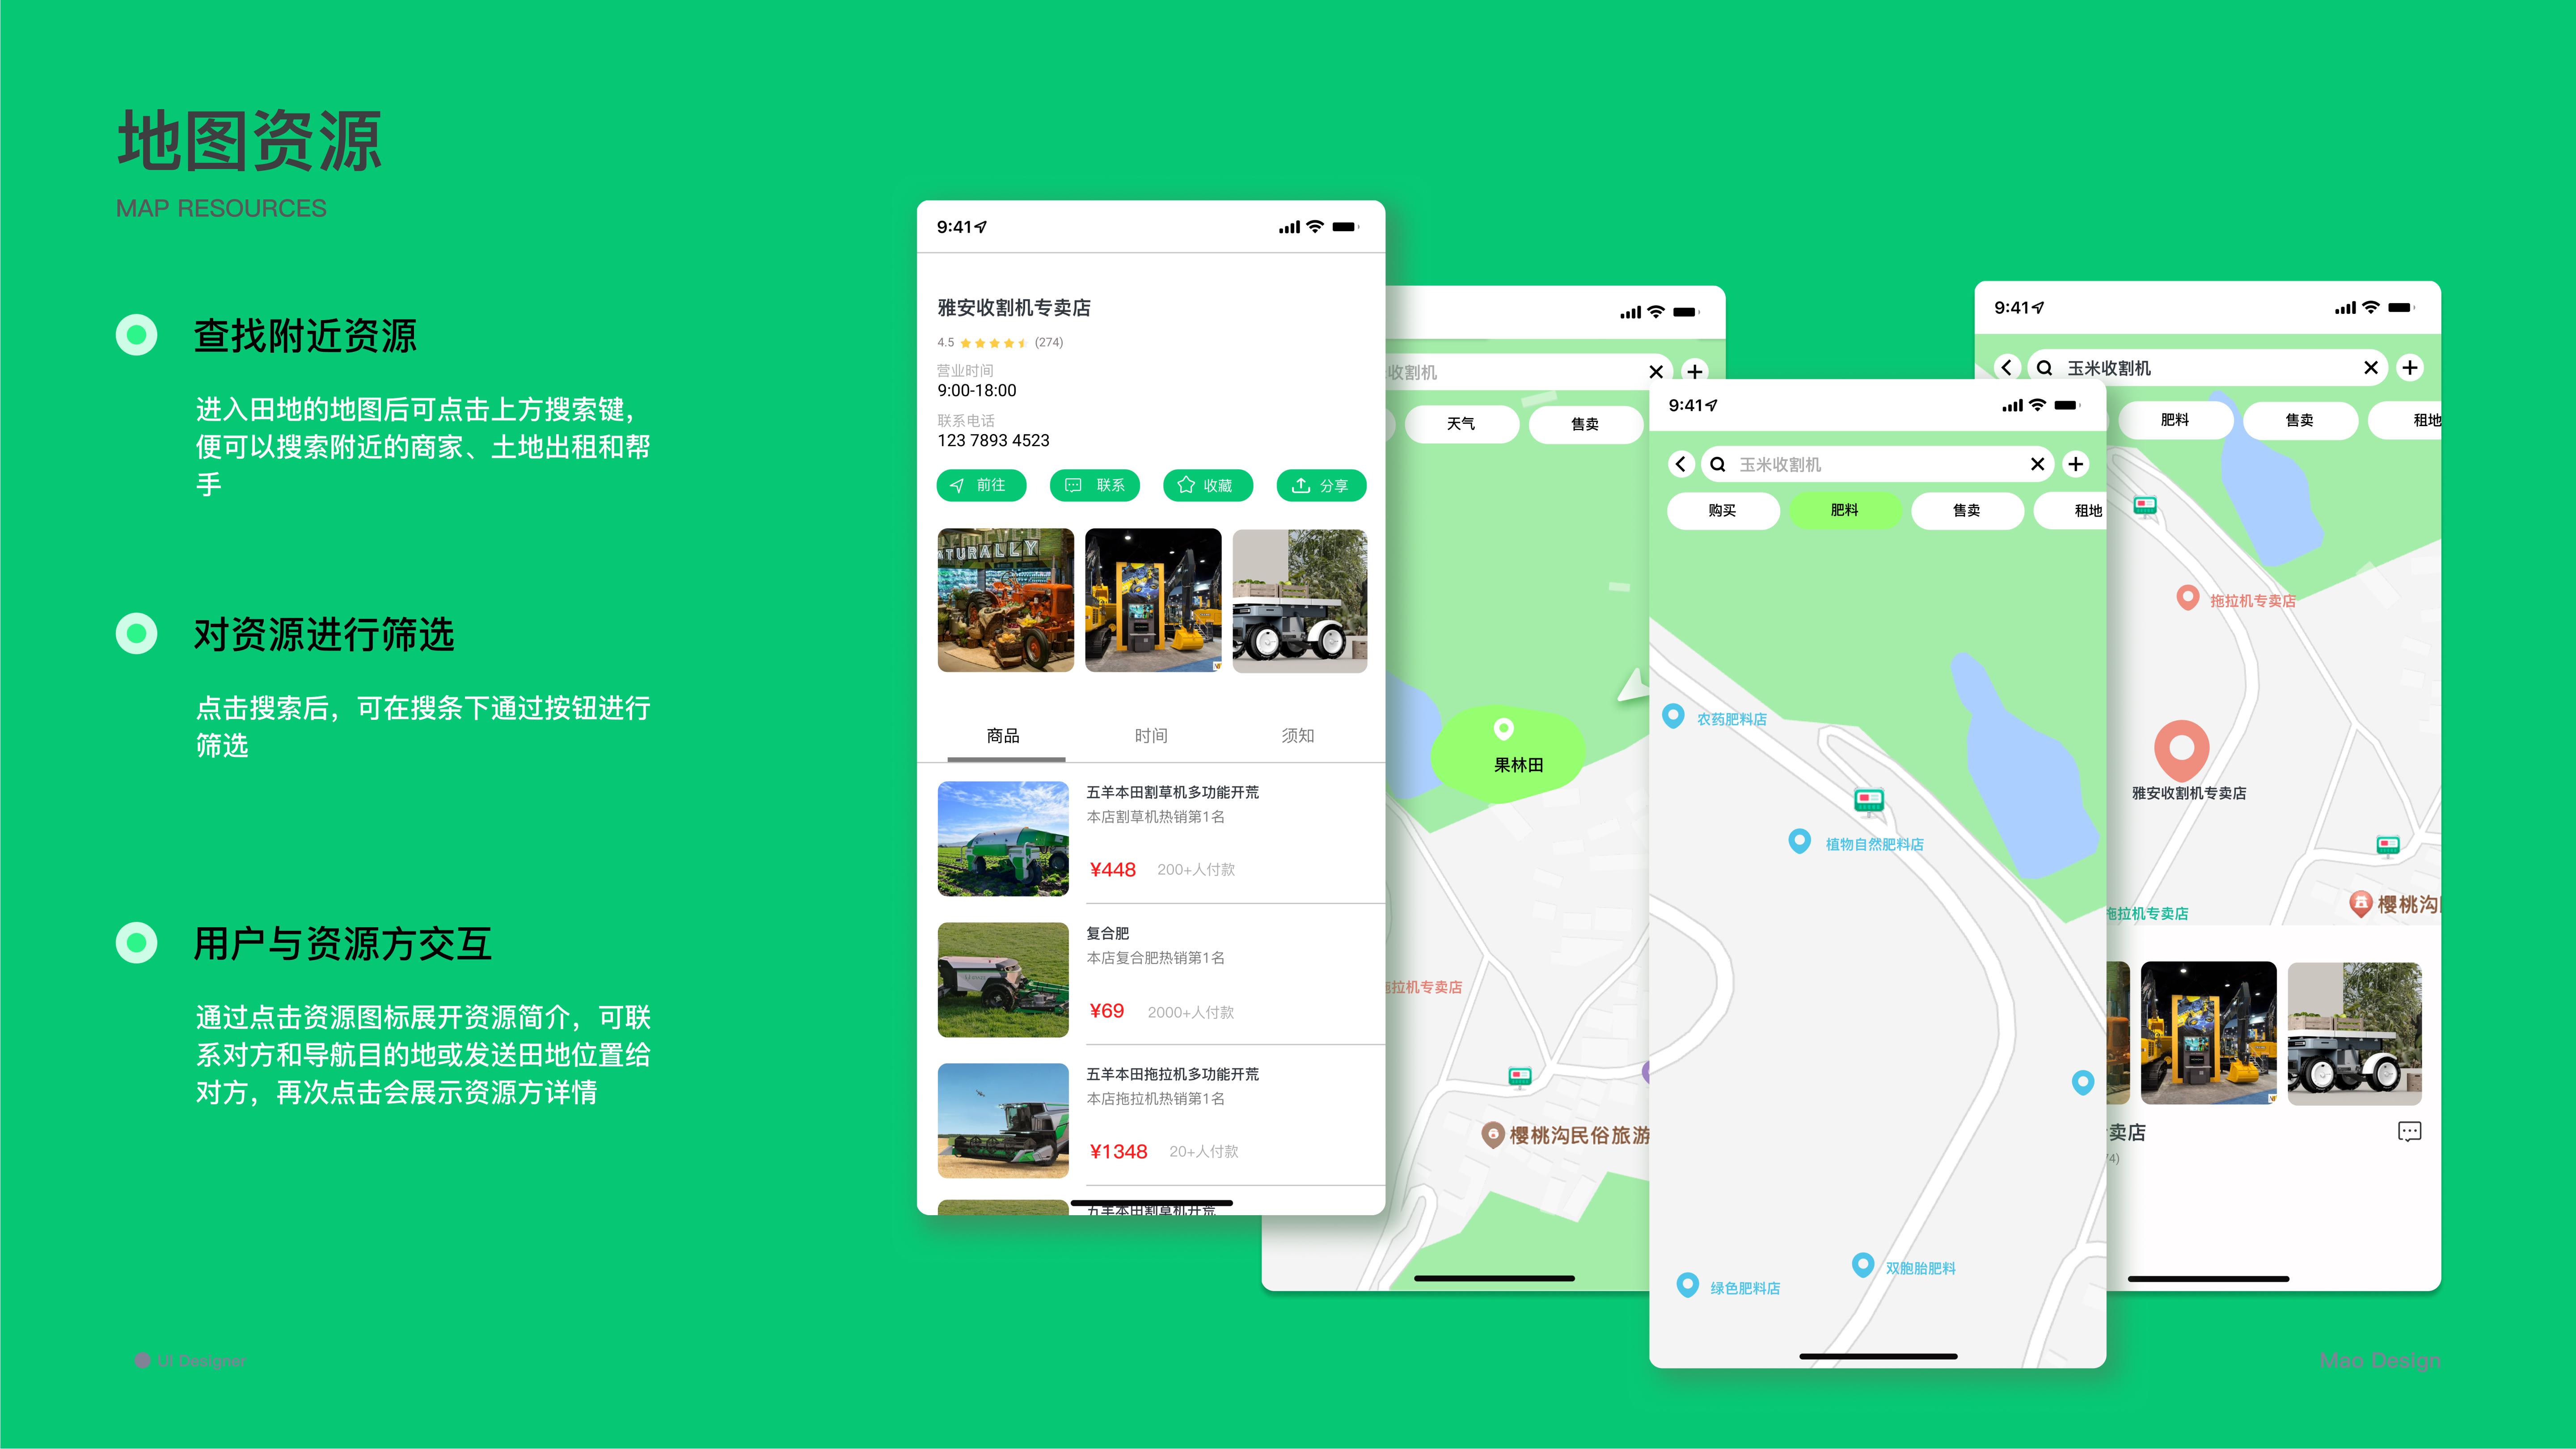 地图资源
MAP RESOURCES
查找附近资源
进入田地的地图后可点击上方搜索键，
便可以搜索附近的商家、土地出租和帮
手
对资源进行筛选
点击搜索后，可在搜条下通过按钮进行
筛选
用户与资源方交互
通过点击资源图标展开资源简介，可联
系对方和导航目的地或发送田地位置给
对方，再次点击会展示资源方详情
UI Designer
9:41
雅安收割机专卖店
4.5 (274)
营业时间
9:00-18:00
联系电话
123 7893 4523
前往 联系 收藏 分享
ATURALLY
商品 时间 须知
五羊本田割草机多功能开荒
本店割草机热销第1名
¥448 200+人付款
复合肥
本店复合肥热销第1名
¥69 2000+人付款
五羊本田拖拉机多功能开荒
本店拖拉机热销第1名
¥1348 20+人付款
五羊本田割草机开荒
收割机
天气 售卖
果林田
拖拉机专卖店
樱桃沟民俗旅游
9:41
玉米收割机
购买 肥料 售卖 租地
农药肥料店
植物自然肥料店
双胞胎肥料
绿色肥料店
9:41
玉米收割机
肥料 售卖 租地
拖拉机专卖店
雅安收割机专卖店
樱桃沟
拖拉机专卖店
卖店
74)
Mao Design